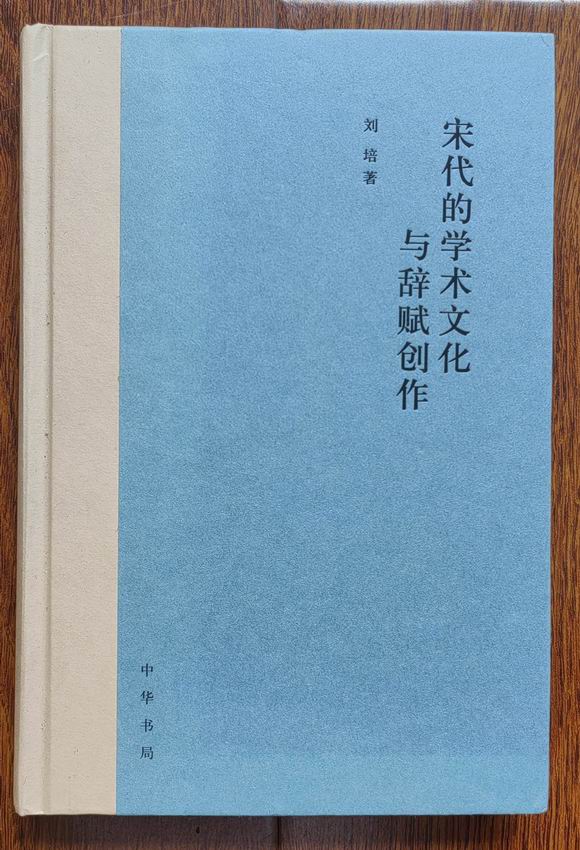 宋代的学术文化
与辞赋创作
刘培著
中华书局